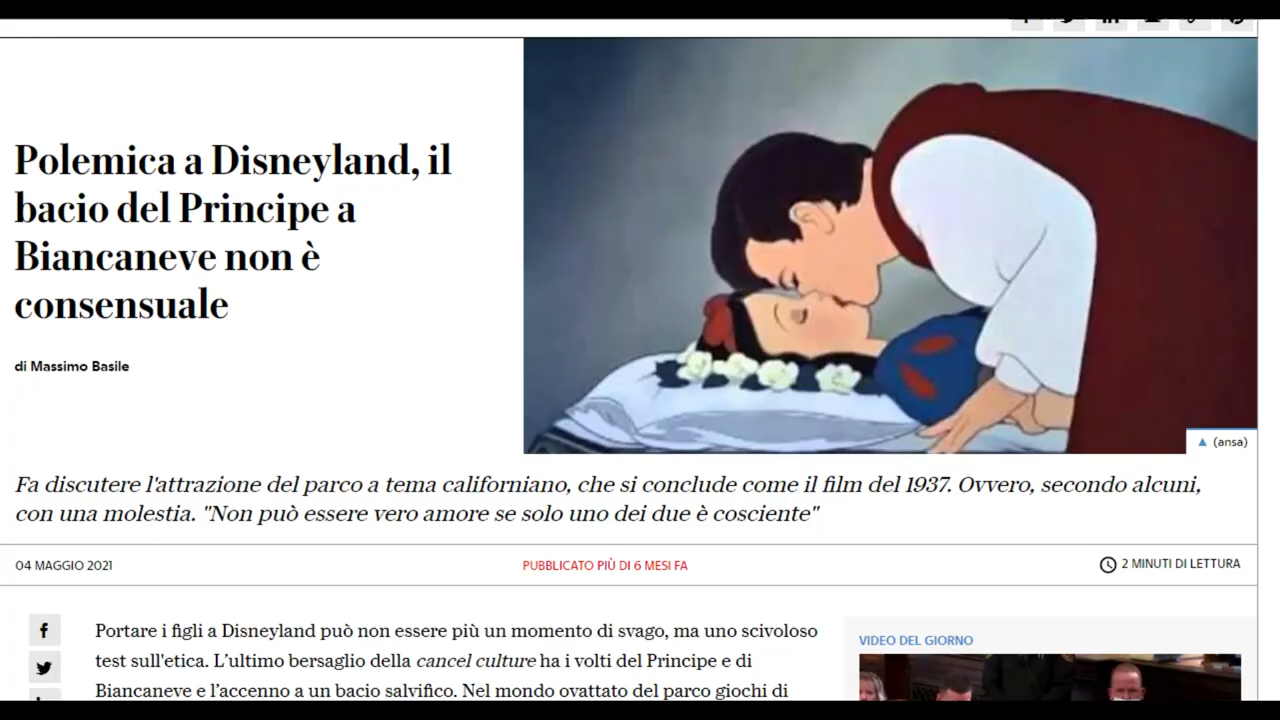 Polemica a Disneyland, il
bacio del Principe a
Biancaneve non è
consensuale
di Massimo Basile
▲ (ansa)
Fa discutere l'attrazione del parco a tema californiano, che si conclude come il film del 1937. Ovvero, secondo alcuni,
con una molestia. "Non può essere vero amore se solo uno dei due è cosciente"
04 MAGGIO 2021
PUBBLICATO PIÙ DI 6 MESI FA
2 MINUTI DI LETTURA
Portare i figli a Disneyland può non essere più un momento di svago, ma uno scivoloso
test sull'etica. L'ultimo bersaglio della cancel culture ha i volti del Principe e di
Biancaneve e l'accenno a un bacio salvifico. Nel mondo ovattato del parco giochi di
VIDEO DEL GIORNO